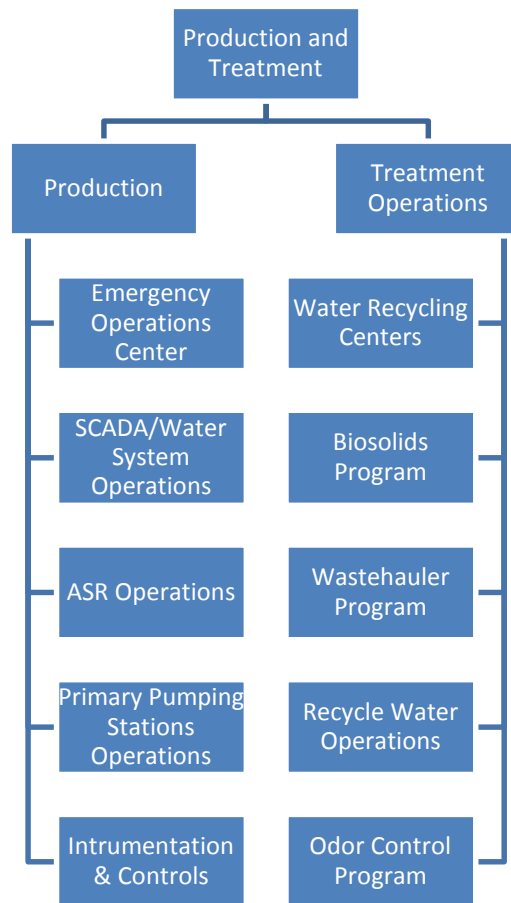 Production and
Treatment
Production
Treatment
Operations
Emergency
Operations
Center
Water Recycling
Centers
SCADA/Water
System
Operations
Biosolids
Program
ASR Operations
Wastehauler
Program
Primary Pumping
Stations
Operations
Recycle Water
Operations
Intrumentation
& Controls
Odor Control
Program